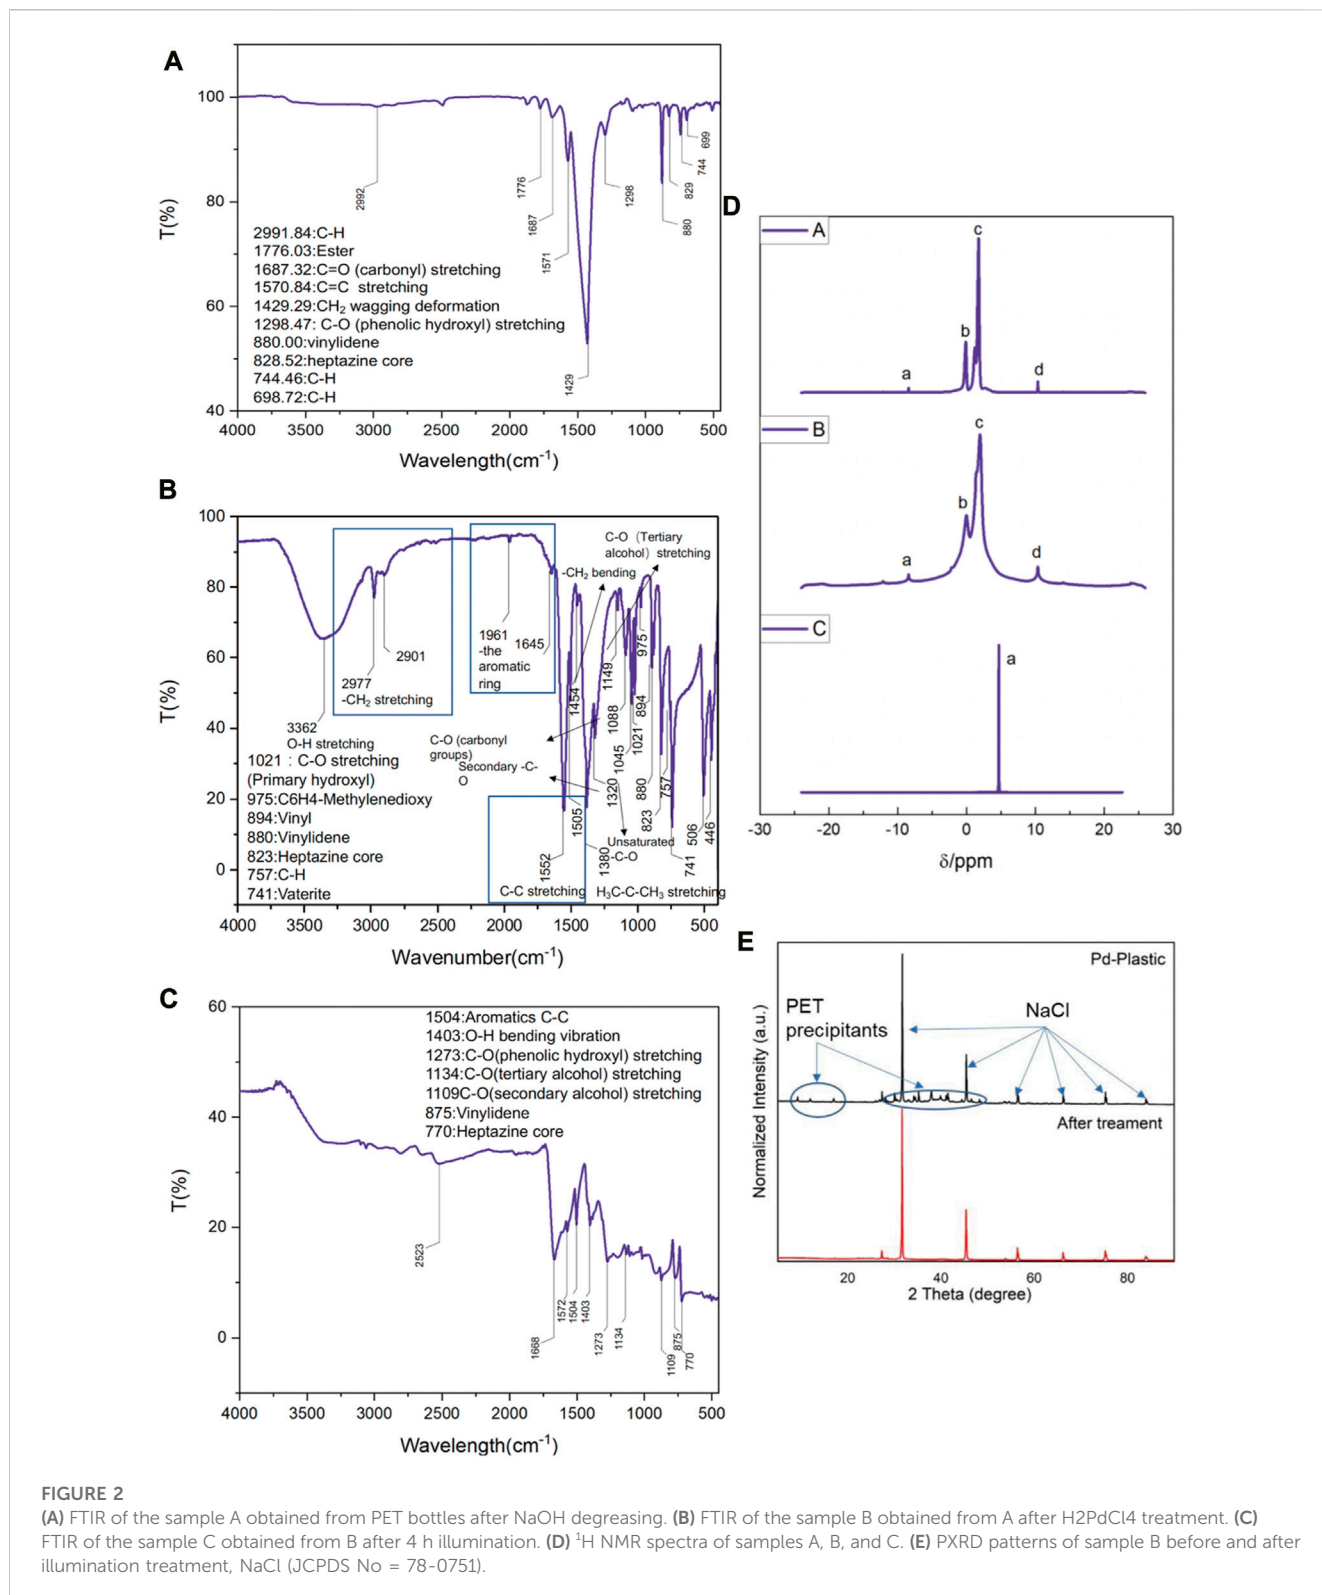 A
T(%)
100
80
60
40
2992
1776
1687
1571
1429
1298
880
829
744
699
2991.84:C-H
1776.03:Ester
1687.32:C=O (carbonyl) stretching
1570.84:C=C stretching
1429.29:CH₂ wagging deformation
1298.47: C-O (phenolic hydroxyl) stretching
880.00:vinylidene
828.52:heptazine core
744.46:C-H
698.72:C-H
4000 3500 3000 2500 2000 1500 1000 500
Wavelength(cm⁻¹)
B
T(%)
100
80
60
40
20
0
C-O (Tertiary
alcohol) stretching
-CH₂ bending
1961
-the
aromatic
ring
1645
2901
2977
-CH₂ stretching
3362
O-H stretching
1454
1149
1088
975
894
1021
1045
C-O (carbonyl
groups)
Secondary -C-
O
1320
880
757
823
1505
1552
1380
Unsaturated
-C-O
741
506
446
1021 : C-O stretching
(Primary hydroxyl)
975:C6H4-Methylenedioxy
894:Vinyl
880:Vinylidene
823:Heptazine core
757:C-H
741:Vaterite
C-C stretching
H₃C-C-CH₃ stretching
4000 3500 3000 2500 2000 1500 1000 500
Wavenumber(cm⁻¹)
C
T(%)
60
40
20
0
1504:Aromatics C-C
1403:O-H bending vibration
1273:C-O(phenolic hydroxyl) stretching
1134:C-O(tertiary alcohol) stretching
1109C-O(secondary alcohol) stretching
875:Vinylidene
770:Heptazine core
2523
1668
1572
1504
1403
1273
1134
1109
875
770
4000 3500 3000 2500 2000 1500 1000 500
Wavelength(cm⁻¹)
D
A
a
b
c
d
B
a
b
c
d
C
a
-30 -20 -10 0 10 20 30
δ/ppm
E
Normalized Intensity (a.u.)
Pd-Plastic
PET
precipitants
NaCl
After treament
20 40 60 80
2 Theta (degree)
FIGURE 2
(A) FTIR of the sample A obtained from PET bottles after NaOH degreasing. (B) FTIR of the sample B obtained from A after H2PdCl4 treatment. (C)
FTIR of the sample C obtained from B after 4 h illumination. (D) ¹H NMR spectra of samples A, B, and C. (E) PXRD patterns of sample B before and after
illumination treatment, NaCl (JCPDS No = 78-0751).